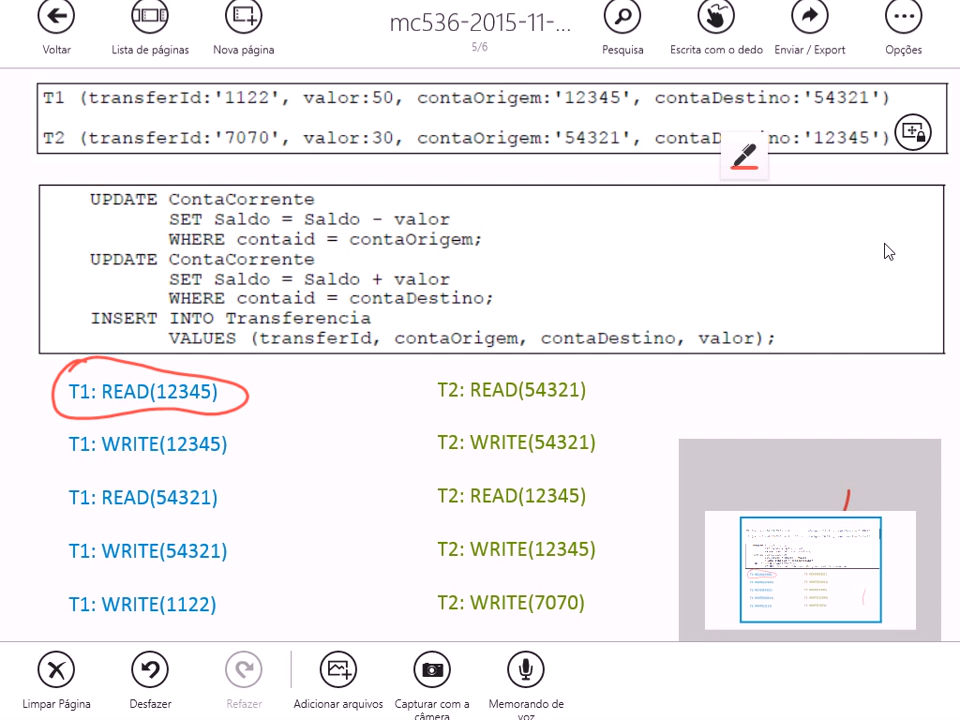 mc536-2015-11-...
5/6
Voltar
Lista de páginas
Nova página
Pesquisa
Escrita com o dedo
Enviar / Export
Opções
T1 (transferId:'1122', valor:50, contaOrigem:'12345', contaDestino:'54321')
T2 (transferId:'7070', valor:30, contaOrigem:'54321', contaD no:'12345')
UPDATE ContaCorrente
SET Saldo = Saldo - valor
WHERE contaid = contaOrigem;
UPDATE ContaCorrente
SET Saldo = Saldo + valor
WHERE contaid = contaDestino;
INSERT INTO Transferencia
VALUES (transferId, contaOrigem, contaDestino, valor);
T1: READ(12345)
T1: WRITE(12345)
T1: READ(54321)
T1: WRITE(54321)
T1: WRITE(1122)
T2: READ(54321)
T2: WRITE(54321)
T2: READ(12345)
T2: WRITE(12345)
T2: WRITE(7070)
Limpar Página
Desfazer
Refazer
Adicionar arquivos
Capturar com a
câmera
Memorando de
voz